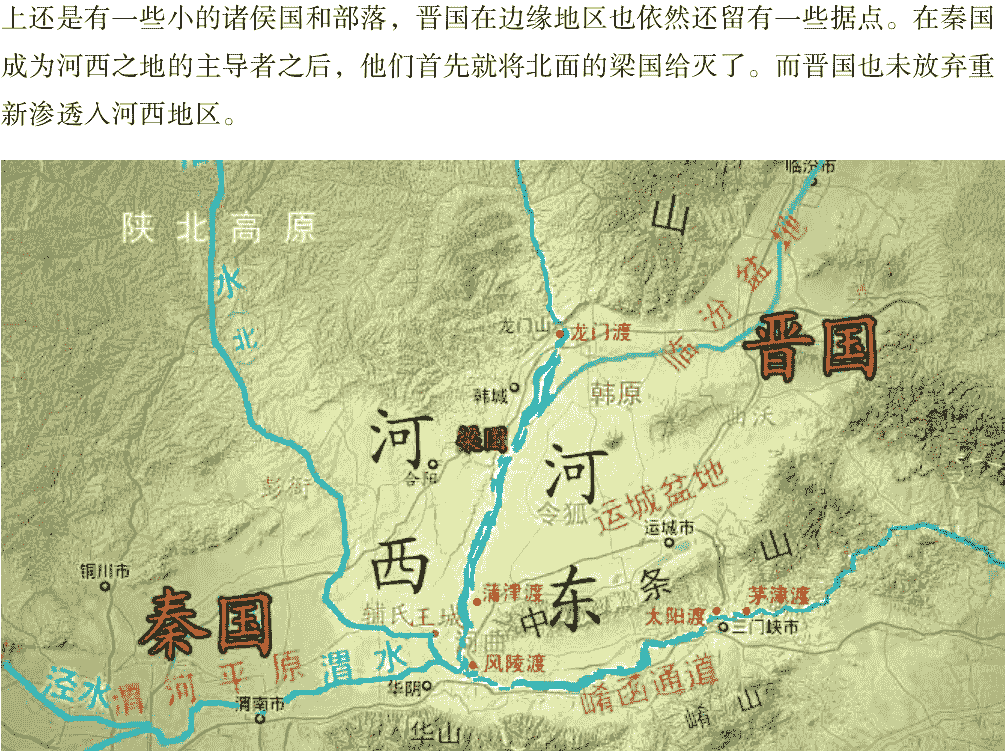 上还是有一些小的诸侯国和部落，晋国在边缘地区也依然还留有一些据点。在秦国
成为河西之地的主导者之后，他们首先就将北面的梁国给灭了。而晋国也未放弃重
新渗透入河西地区。
临汾市
陕北高原
山
临汾盆地
水（北）
龙门山
龙门渡
晋国
韩城
韩原
曲沃
河西
梁国
合阳
河东
彭衙
令狐
运城盆地
运城市
铜川市
中条山
秦国
蒲津渡
茅津渡
辅氏
王城
太阳渡
三门峡市
河曲
风陵渡
泾水
渭河平原
渭水
华阴
崤函通道
渭南市
崤山
华山